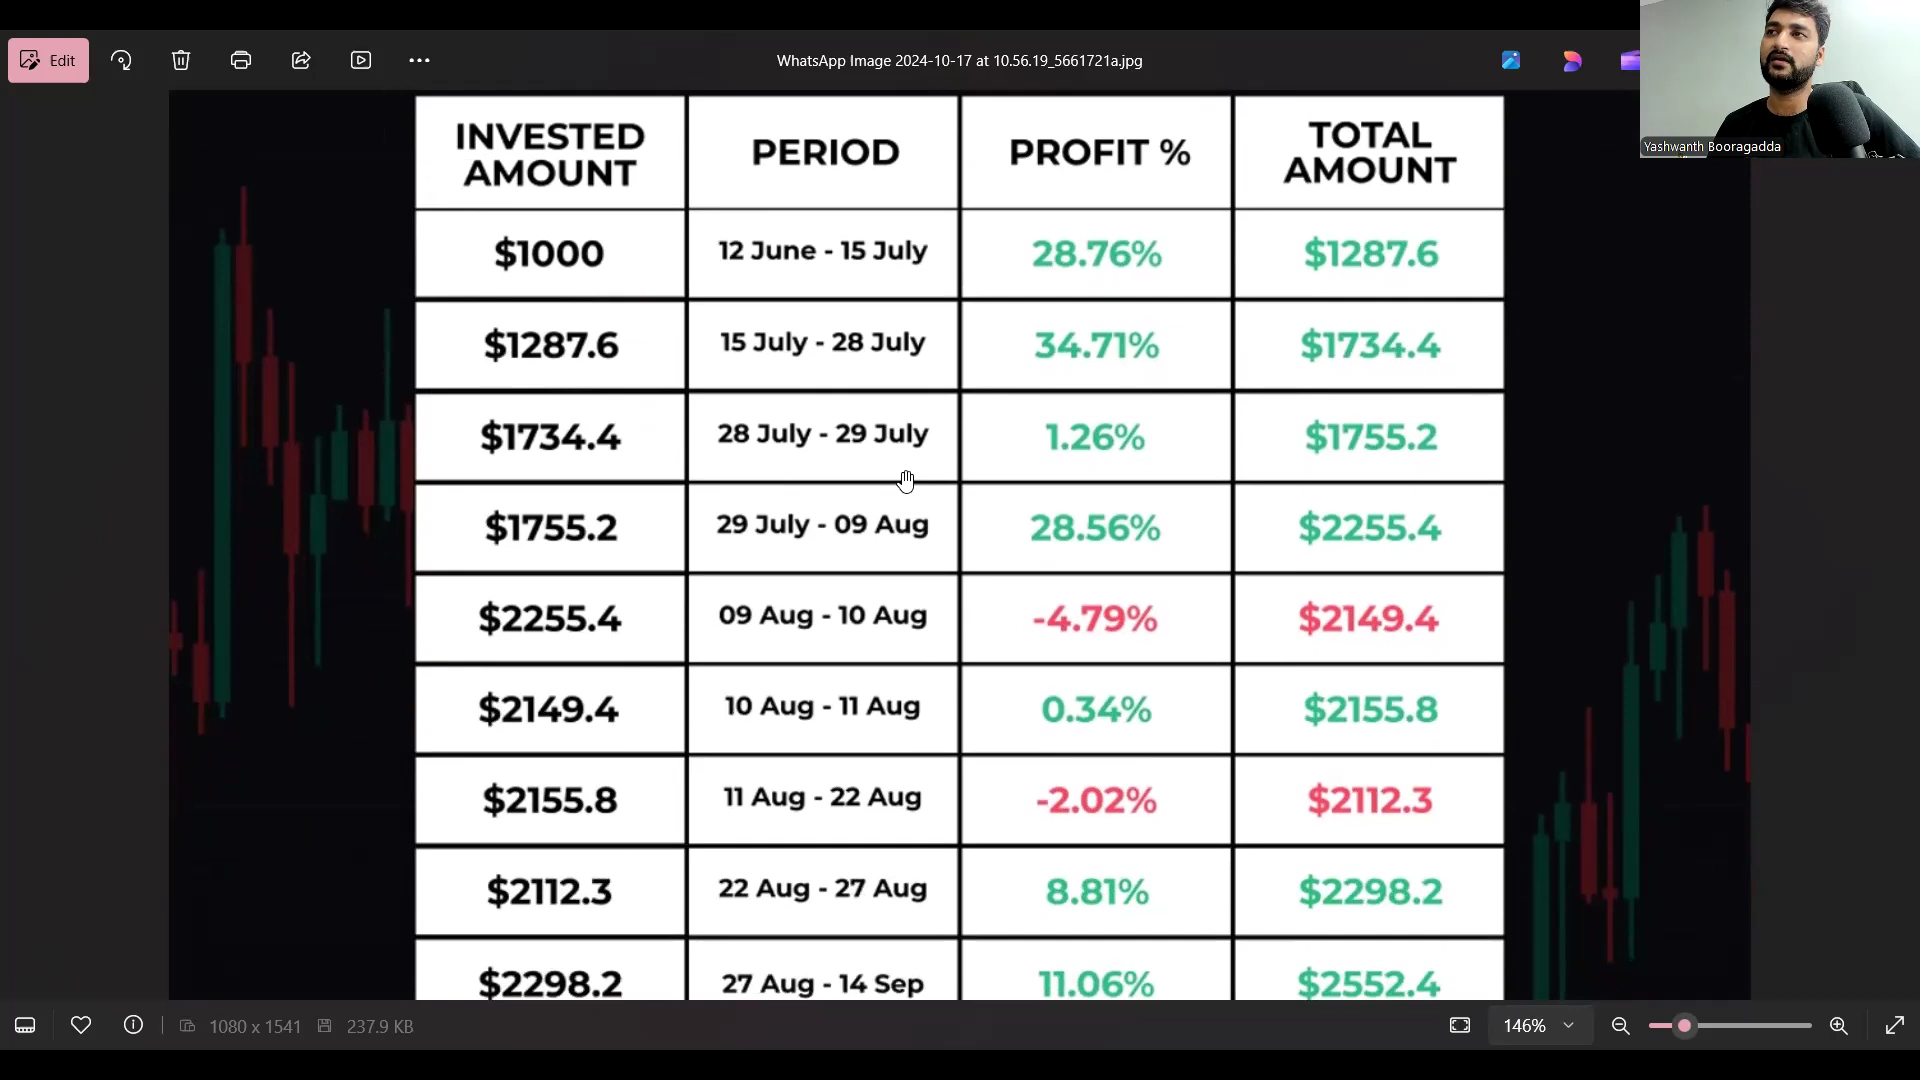 Edit
WhatsApp Image 2024-10-17 at 10.56.19_5661721a.jpg
Yashwanth Booragadda
INVESTED AMOUNT PERIOD PROFIT % TOTAL AMOUNT
$1000 12 June - 15 July 28.76% $1287.6
$1287.6 15 July - 28 July 34.71% $1734.4
$1734.4 28 July - 29 July 1.26% $1755.2
$1755.2 29 July - 09 Aug 28.56% $2255.4
$2255.4 09 Aug - 10 Aug -4.79% $2149.4
$2149.4 10 Aug - 11 Aug 0.34% $2155.8
$2155.8 11 Aug - 22 Aug -2.02% $2112.3
$2112.3 22 Aug - 27 Aug 8.81% $2298.2
$2298.2 27 Aug - 14 Sep 11.06% $2552.4
1080 x 1541 237.9 KB 146%